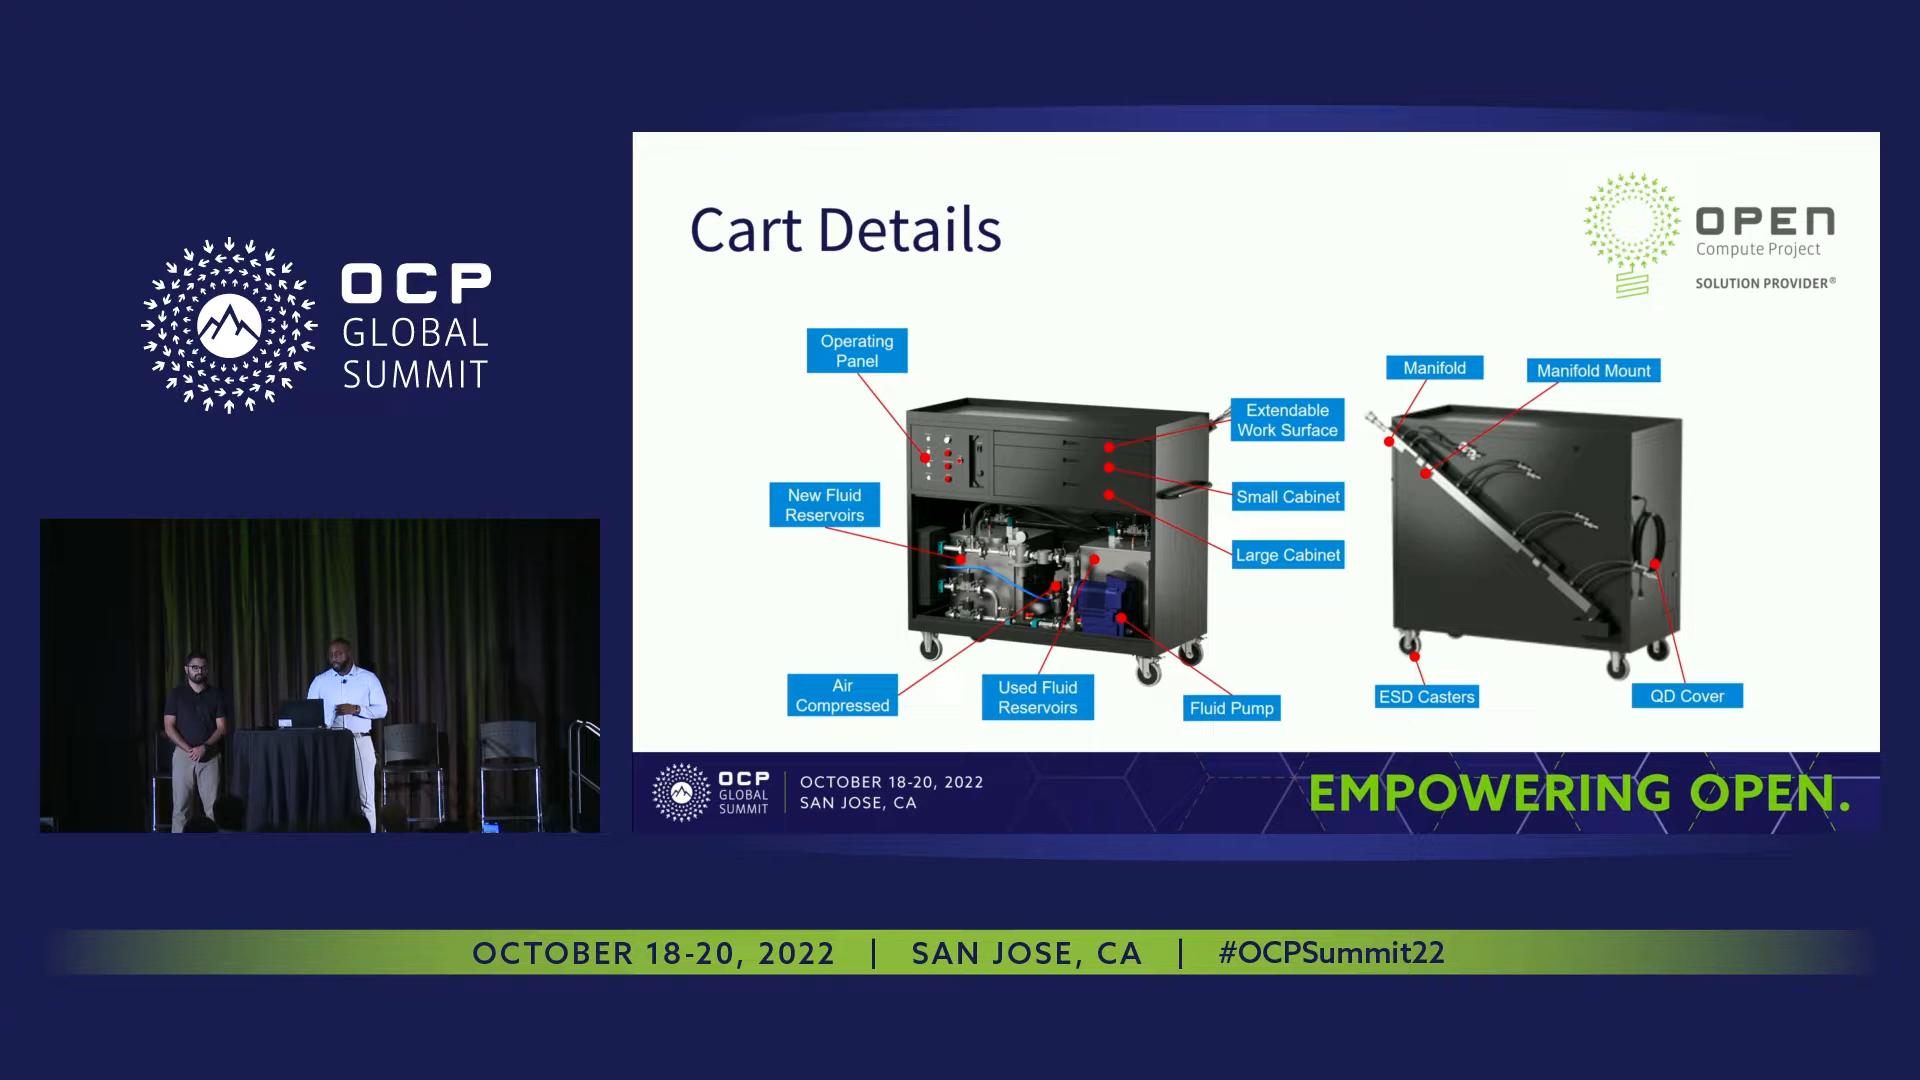 OCP
GLOBAL
SUMMIT
Cart Details
OPEN
Compute Project
SOLUTION PROVIDER®
Operating
Panel
New Fluid
Reservoirs
Extendable
Work Surface
Small Cabinet
Large Cabinet
Air
Compressed
Used Fluid
Reservoirs
Fluid Pump
Manifold
Manifold Mount
ESD Casters
QD Cover
OCP
GLOBAL
SUMMIT
OCTOBER 18-20, 2022
SAN JOSE, CA
EMPOWERING OPEN.
OCTOBER 18-20, 2022 | SAN JOSE, CA | #OCPSummit22